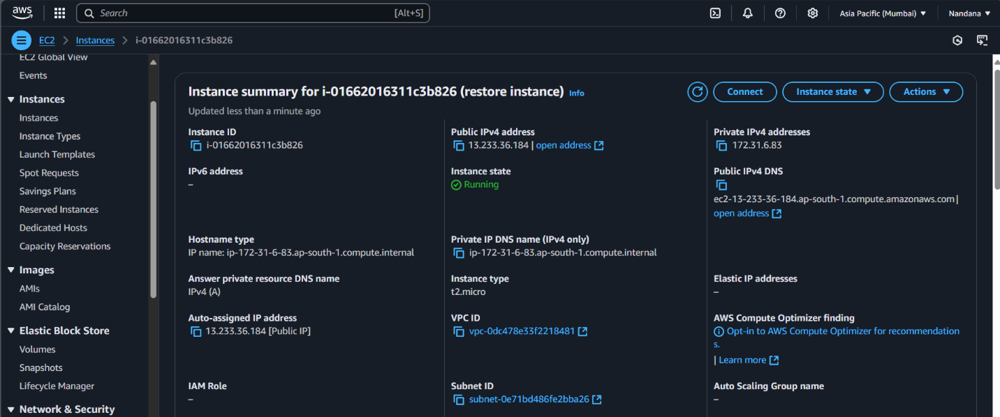 aws
Search [Alt+S]
Asia Pacific (Mumbai) ▼
Nandana ▼
EC2 > Instances > i-01662016311c3b826
EC2 Global View
Events
▼ Instances
Instances
Instance Types
Launch Templates
Spot Requests
Savings Plans
Reserved Instances
Dedicated Hosts
Capacity Reservations
▼ Images
AMIs
AMI Catalog
▼ Elastic Block Store
Volumes
Snapshots
Lifecycle Manager
▼ Network & Security
Instance summary for i-01662016311c3b826 (restore instance) Info
Updated less than a minute ago
Connect
Instance state ▼
Actions ▼
Instance ID
i-01662016311c3b826
Public IPv4 address
13.233.36.184 | open address
Private IPv4 addresses
172.31.6.83
IPv6 address
–
Instance state
Running
Public IPv4 DNS
ec2-13-233-36-184.ap-south-1.compute.amazonaws.com |
open address
Hostname type
IP name: ip-172-31-6-83.ap-south-1.compute.internal
Private IP DNS name (IPv4 only)
ip-172-31-6-83.ap-south-1.compute.internal
Answer private resource DNS name
IPv4 (A)
Instance type
t2.micro
Elastic IP addresses
–
Auto-assigned IP address
13.233.36.184 [Public IP]
VPC ID
vpc-0dc478e33f2218481
AWS Compute Optimizer finding
Opt-in to AWS Compute Optimizer for recommendation
s.
| Learn more
IAM Role
–
Subnet ID
subnet-0e71bd486fe2bba26
Auto Scaling Group name
–